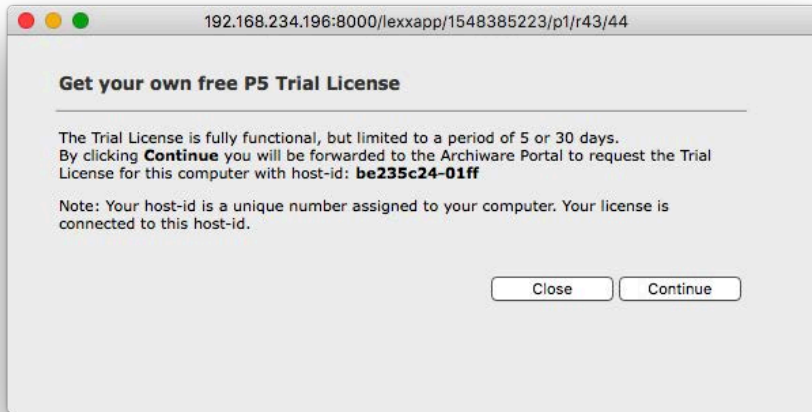 192.168.234.196:8000/lexxapp/1548385223/p1/r43/44
Get your own free P5 Trial License
The Trial License is fully functional, but limited to a period of 5 or 30 days.
By clicking Continue you will be forwarded to the Archiware Portal to request the Trial
License for this computer with host-id: be235c24-01ff
Note: Your host-id is a unique number assigned to your computer. Your license is
connected to this host-id.
Close Continue